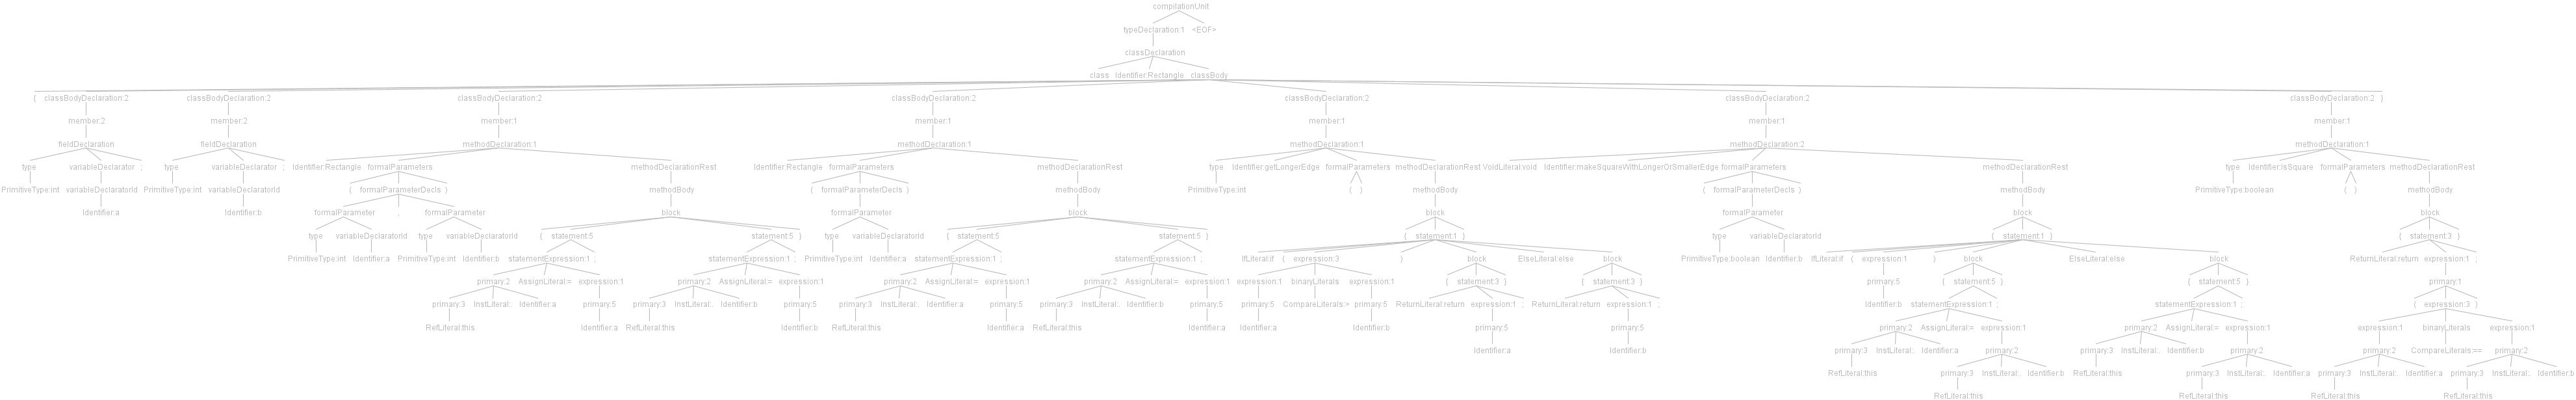 compilationUnit
typeDeclaration:1 <EOF>
classDeclaration
class Identifier:Rectangle classBody
{ classBodyDeclaration:2 classBodyDeclaration:2 classBodyDeclaration:2 classBodyDeclaration:2 classBodyDeclaration:2 classBodyDeclaration:2 classBodyDeclaration:2 }
member:2 member:2 member:1 member:1 member:1 member:1 member:1
fieldDeclaration fieldDeclaration methodDeclaration:1 methodDeclaration:1 methodDeclaration:1 methodDeclaration:2 methodDeclaration:1
type variableDeclarator ; type variableDeclarator ; Identifier:Rectangle formalParameters methodDeclarationRest Identifier:Rectangle formalParameters methodDeclarationRest type Identifier:getLongerEdge formalParameters methodDeclarationRest VoidLiteral:void Identifier:makeSquareWithLongerOrSmallerEdge formalParameters methodDeclarationRest type Identifier:isSquare formalParameters methodDeclarationRest
PrimitiveType:int variableDeclaratorId PrimitiveType:int variableDeclaratorId ( formalParameterDecls ) methodBody ( formalParameterDecls ) methodBody PrimitiveType:int ( ) methodBody ( formalParameterDecls ) methodBody PrimitiveType:boolean ( ) methodBody
Identifier:a Identifier:b formalParameter , formalParameter block formalParameter block block formalParameter block block
type variableDeclaratorId type variableDeclaratorId { statement:5 statement:5 } type variableDeclaratorId { statement:5 statement:5 } { statement:1 } type variableDeclaratorId { statement:1 } { statement:3 }
PrimitiveType:int Identifier:a PrimitiveType:int Identifier:b statementExpression:1 ; statementExpression:1 ; PrimitiveType:int Identifier:a statementExpression:1 ; statementExpression:1 ; IfLiteral:if ( expression:3 ) block ElseLiteral:else block PrimitiveType:boolean Identifier:b IfLiteral:if ( expression:1 ) block ElseLiteral:else block ReturnLiteral:return expression:1 ;
primary:2 AssignLiteral:= expression:1 primary:2 AssignLiteral:= expression:1 primary:2 AssignLiteral:= expression:1 primary:2 AssignLiteral:= expression:1 expression:1 binaryLiterals expression:1 { statement:3 } { statement:3 } primary:5 { statement:5 } { statement:5 } primary:1
primary:3 InstLiteral:. Identifier:a primary:5 primary:3 InstLiteral:. Identifier:b primary:5 primary:3 InstLiteral:. Identifier:a primary:5 primary:3 InstLiteral:. Identifier:b primary:5 primary:5 CompareLiterals:> primary:5 ReturnLiteral:return expression:1 ; ReturnLiteral:return expression:1 ; Identifier:b statementExpression:1 ; statementExpression:1 ; ( expression:3 )
RefLiteral:this Identifier:a RefLiteral:this Identifier:b RefLiteral:this Identifier:a RefLiteral:this Identifier:a Identifier:a Identifier:b primary:5 primary:5 primary:2 AssignLiteral:= expression:1 primary:2 AssignLiteral:= expression:1 expression:1 binaryLiterals expression:1
Identifier:a Identifier:b primary:3 InstLiteral:. Identifier:a primary:2 primary:3 InstLiteral:. Identifier:b primary:2 primary:2 CompareLiterals:== primary:2
RefLiteral:this primary:3 InstLiteral:. Identifier:b RefLiteral:this primary:3 InstLiteral:. Identifier:a primary:3 InstLiteral:. Identifier:a primary:3 InstLiteral:. Identifier:b
RefLiteral:this RefLiteral:this RefLiteral:this RefLiteral:this